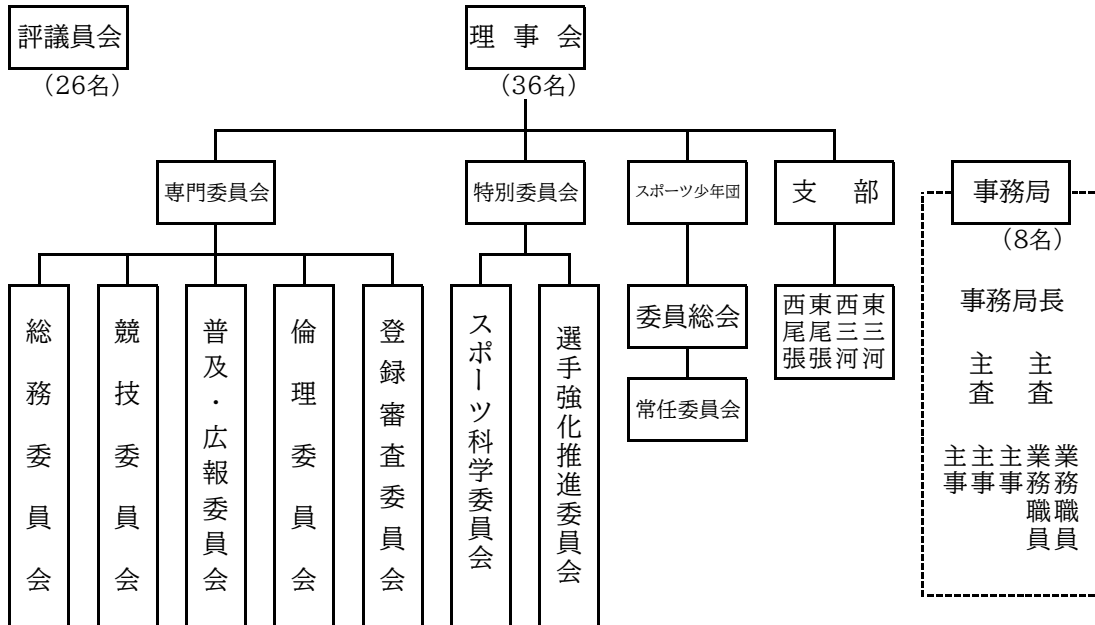 評議員会
（26名）
理事会
（36名）
専門委員会
特別委員会
スポーツ少年団
支部
総務委員会
競技委員会
普及・広報委員会
倫理委員会
登録審査委員会
スポーツ科学委員会
選手強化推進委員会
委員総会
常任委員会
西尾張
東尾張
西三河
東三河
事務局
（8名）
事務局長
主査
主査
主事
主事
主事
業務職員
業務職員